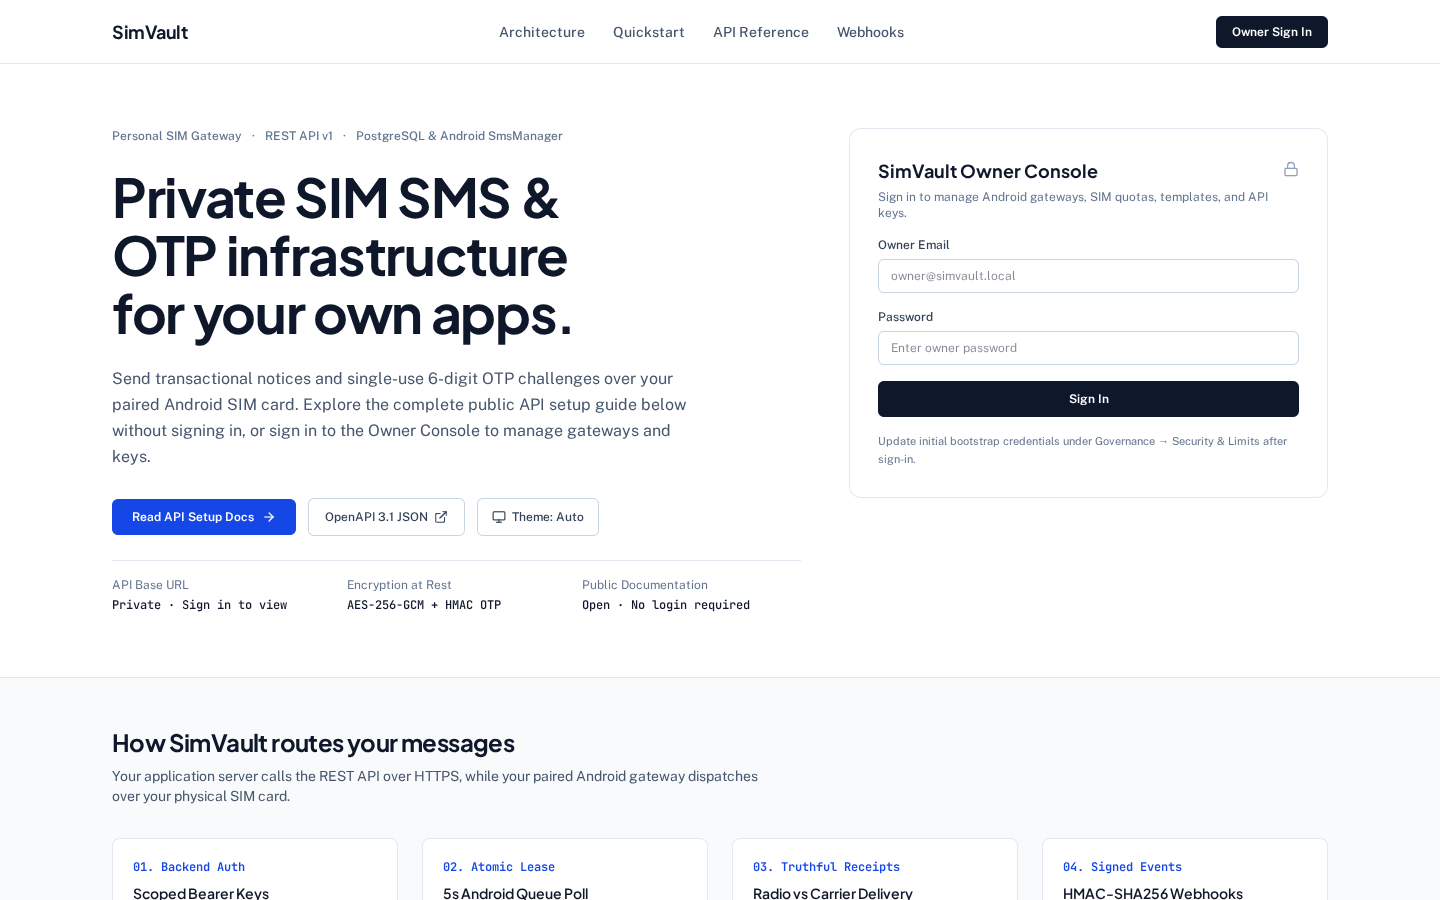 SimVault
Architecture Quickstart API Reference Webhooks
Owner Sign In
Personal SIM Gateway · REST API v1 · PostgreSQL & Android SmsManager
Private SIM SMS &
OTP infrastructure
for your own apps.
Send transactional notices and single-use 6-digit OTP challenges over your
paired Android SIM card. Explore the complete public API setup guide below
without signing in, or sign in to the Owner Console to manage gateways and
keys.
Read API Setup Docs →
OpenAPI 3.1 JSON
Theme: Auto
API Base URL
Private · Sign in to view
Encryption at Rest
AES-256-GCM + HMAC OTP
Public Documentation
Open · No login required
SimVault Owner Console
Sign in to manage Android gateways, SIM quotas, templates, and API
keys.
Owner Email
owner@simvault.local
Password
Enter owner password
Sign In
Update initial bootstrap credentials under Governance → Security & Limits after
sign-in.
How SimVault routes your messages
Your application server calls the REST API over HTTPS, while your paired Android gateway dispatches
over your physical SIM card.
01. Backend Auth
Scoped Bearer Keys
02. Atomic Lease
5s Android Queue Poll
03. Truthful Receipts
Radio vs Carrier Delivery
04. Signed Events
HMAC-SHA256 Webhooks